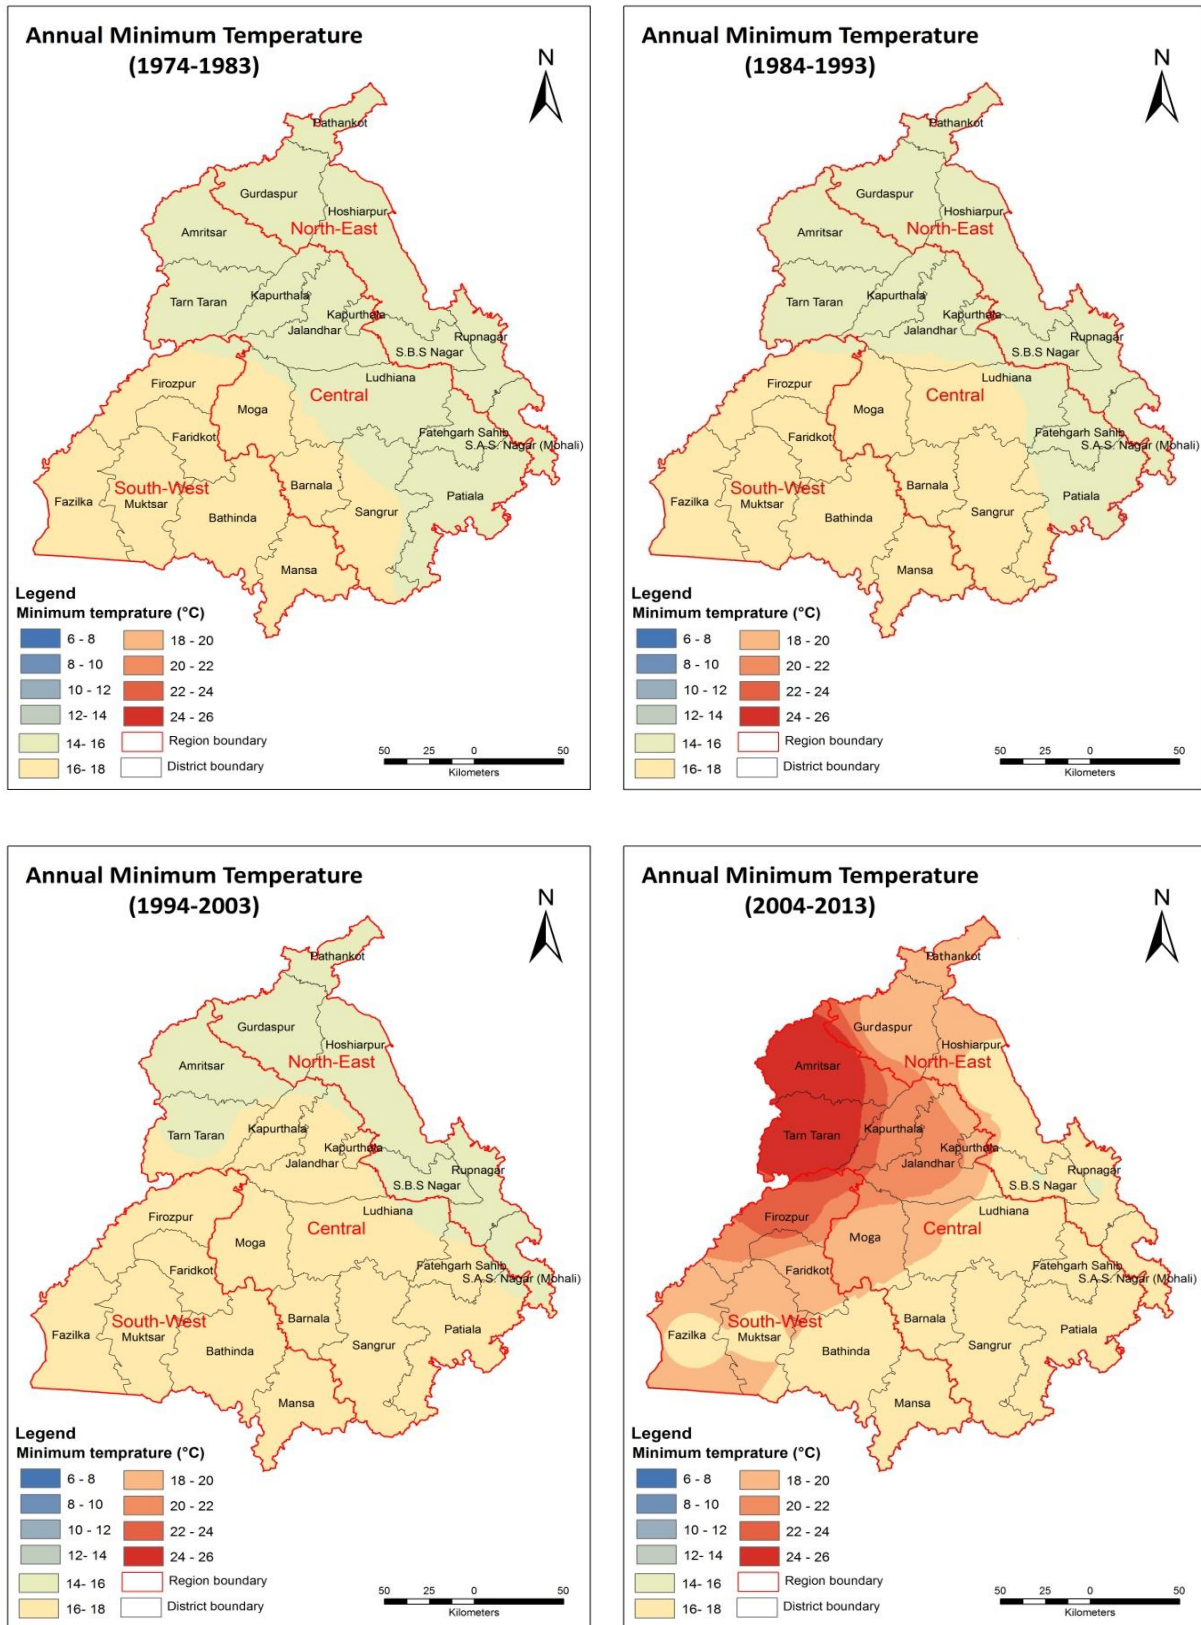 Annual Minimum Temperature
(1974-1983)
N
Pathankot
Gurdaspur
Hoshiarpur
North-East
Amritsar
Tarn Taran
Kapurthala
Kapurthala
Jalandhar
Rupnagar
S.B.S Nagar
Ludhiana
Firozpur
Central
Moga
Faridkot
Fatehgarh Sahib
S.A.S. Nagar (Mohali)
South-West
Barnala
Fazilka
Muktsar
Patiala
Sangrur
Bathinda
Mansa
Legend
Minimum temprature (°C)
6 - 8
18 - 20
8 - 10
20 - 22
10 - 12
22 - 24
12- 14
24 - 26
14- 16
Region boundary
16- 18
District boundary
50 25 0 50
Kilometers
Annual Minimum Temperature
(1984-1993)
N
Pathankot
Gurdaspur
Hoshiarpur
North-East
Amritsar
Tarn Taran
Kapurthala
Kapurthala
Jalandhar
Rupnagar
S.B.S Nagar
Ludhiana
Firozpur
Central
Moga
Faridkot
Fatehgarh Sahib
S.A.S. Nagar (Mohali)
South-West
Barnala
Fazilka
Muktsar
Patiala
Sangrur
Bathinda
Mansa
Legend
Minimum temprature (°C)
6 - 8
18 - 20
8 - 10
20 - 22
10 - 12
22 - 24
12- 14
24 - 26
14- 16
Region boundary
16- 18
District boundary
50 25 0 50
Kilometers
Annual Minimum Temperature
(1994-2003)
N
Pathankot
Gurdaspur
Hoshiarpur
North-East
Amritsar
Tarn Taran
Kapurthala
Kapurthala
Jalandhar
Rupnagar
S.B.S Nagar
Ludhiana
Firozpur
Central
Moga
Faridkot
Fatehgarh Sahib
S.A.S. Nagar (Mohali)
South-West
Barnala
Fazilka
Muktsar
Patiala
Sangrur
Bathinda
Mansa
Legend
Minimum temprature (°C)
6 - 8
18 - 20
8 - 10
20 - 22
10 - 12
22 - 24
12- 14
24 - 26
14- 16
Region boundary
16- 18
District boundary
50 25 0 50
Kilometers
Annual Minimum Temperature
(2004-2013)
N
Pathankot
Gurdaspur
Hoshiarpur
North-East
Amritsar
Tarn Taran
Kapurthala
Kapurthala
Jalandhar
Rupnagar
S.B.S Nagar
Ludhiana
Firozpur
Central
Moga
Faridkot
Fatehgarh Sahib
S.A.S. Nagar (Mohali)
South-West
Barnala
Fazilka
Muktsar
Patiala
Sangrur
Bathinda
Mansa
Legend
Minimum temprature (°C)
6 - 8
18 - 20
8 - 10
20 - 22
10 - 12
22 - 24
12- 14
24 - 26
14- 16
Region boundary
16- 18
District boundary
50 25 0 50
Kilometers